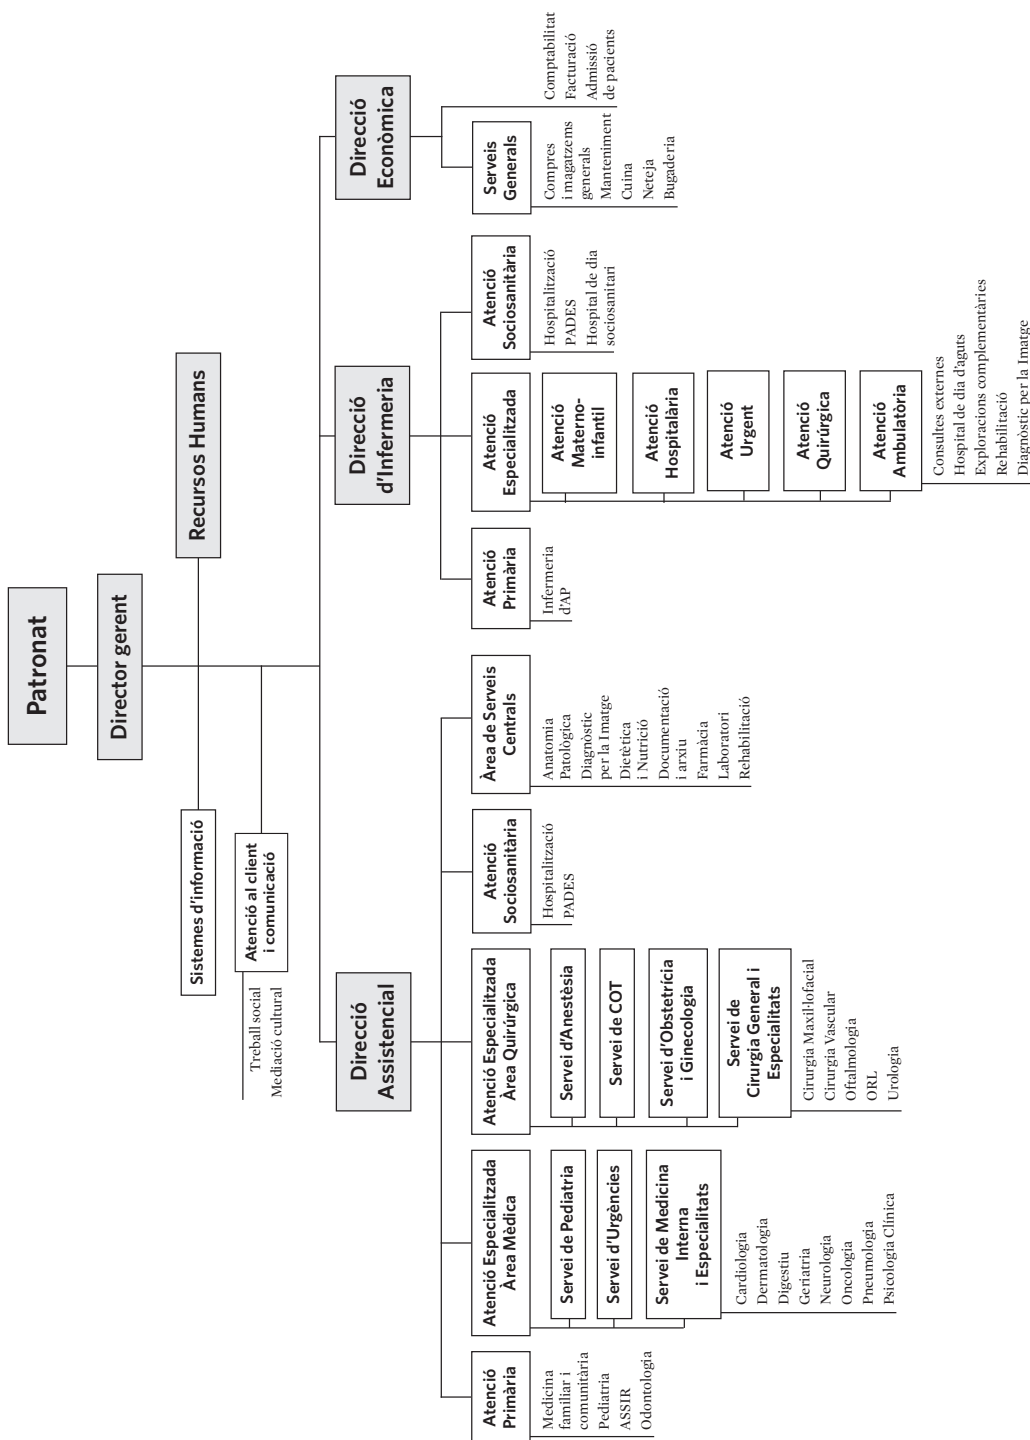 Patronat
Director gerent
Recursos Humans
Sistemes d'informació
Atenció al client
i comunicació
Treball social
Mediació cultural
Direcció
Assistencial
Atenció
Primària
Medicina
familiar i
comunitària
Pediatria
ASSIR
Odontologia
Atenció Especialitzada
Àrea Mèdica
Servei de Pediatria
Servei d'Urgències
Servei de Medicina
Interna
i Especialitats
Cardiologia
Dermatologia
Digestiu
Geriatria
Neurologia
Oncologia
Pneumologia
Psicologia Clínica
Atenció Especialitzada
Àrea Quirúrgica
Servei d'Anestèsia
Servei de COT
Servei d'Obstetrícia
i Ginecologia
Servei de
Cirurgia General i
Especialitats
Cirurgia Maxil·lofacial
Cirurgia Vascular
Oftalmologia
ORL
Urologia
Atenció
Sociosanitària
Hospitalització
PADES
Àrea de Serveis
Centrals
Anatomia
Patològica
Diagnòstic
per la Imatge
Dietètica
i Nutrició
Documentació
i arxiu
Farmàcia
Laboratori
Rehabilitació
Direcció
d'Infermeria
Atenció
Primària
Infermeria
d'AP
Atenció
Especialitzada
Atenció
Materno-
infantil
Atenció
Hospitalària
Atenció
Urgent
Atenció
Quirúrgica
Atenció
Ambulatòria
Consultes externes
Hospital de dia d'aguts
Exploracions complementàries
Rehabilitació
Diagnòstic per la Imatge
Atenció
Sociosanitària
Hospitalització
PADES
Hospital de dia
sociosanitari
Direcció
Econòmica
Serveis
Generals
Compres
i magatzems
generals
Manteniment
Cuina
Neteja
Bugaderia
Comptabilitat
Facturació
Admissió
de pacients